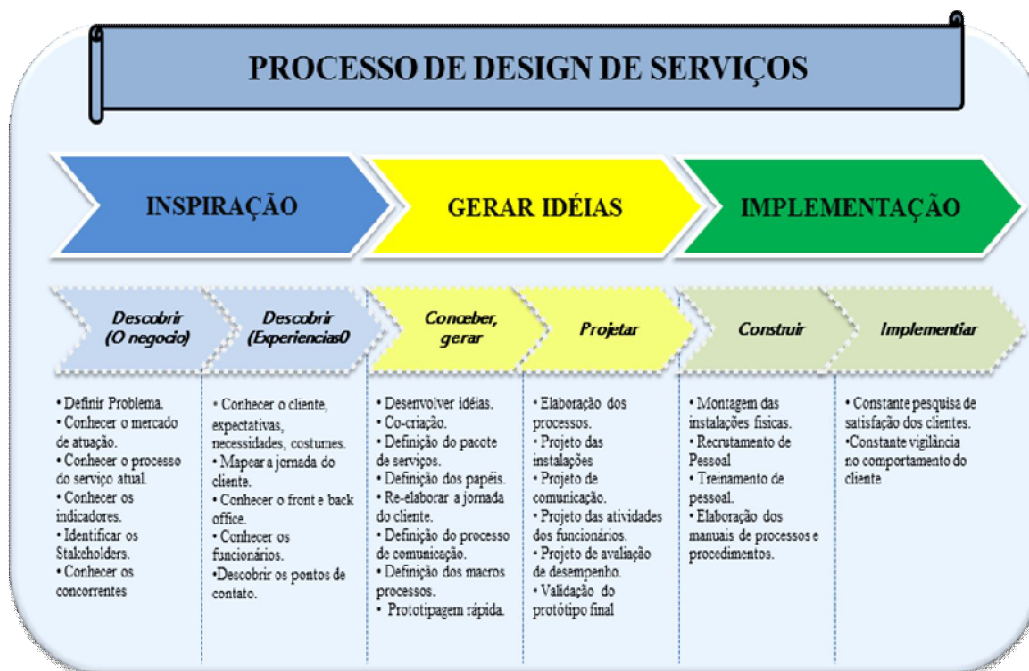 PROCESSO DE DESIGN DE SERVIÇOS
INSPIRAÇÃO
GERAR IDÉIAS
IMPLEMENTAÇÃO
Descobrir
(O negocio)
Descobrir
(Experiencias0
Conceber,
gerar
Projetar
Construir
Implementiar
• Definir Problema.
• Conhecer o mercado
de atuação.
• Conhecer o processo
do serviço atual.
• Conhecer os
indicadores.
• Identificar os
Stakeholders.
• Conhecer os
concorrentes
• Conhecer o cliente,
expectativas,
necessidades, costumes.
• Mapear a jornada do
cliente.
• Conhecer o front e back
office.
• Conhecer os
funcionários.
•Descobrir os pontos de
contato.
• Desenvolver idéias.
• Co-criação.
• Definição do pacote
de serviços.
• Definição dos papéis.
• Re-elaborar a jornada
do cliente.
• Definição do processo
de comunicação.
• Definição dos macros
processos.
• Prototipagem rápida.
• Elaboração dos
processos.
• Projeto das
instalações
• Projeto de
comunicação.
• Projeto das atividades
dos funcionários.
• Projeto de avaliação
de desempenho.
• Validação do
protótipo final
• Montagem das
instalações fisicas.
• Recrutamento de
Pessoal
• Treinamento de
pessoal.
• Elaboração dos
manuais de processos e
procedimentos.
• Constante pesquisa de
satisfação dos clientes.
•Constante vigilância
no comportamento do
cliente